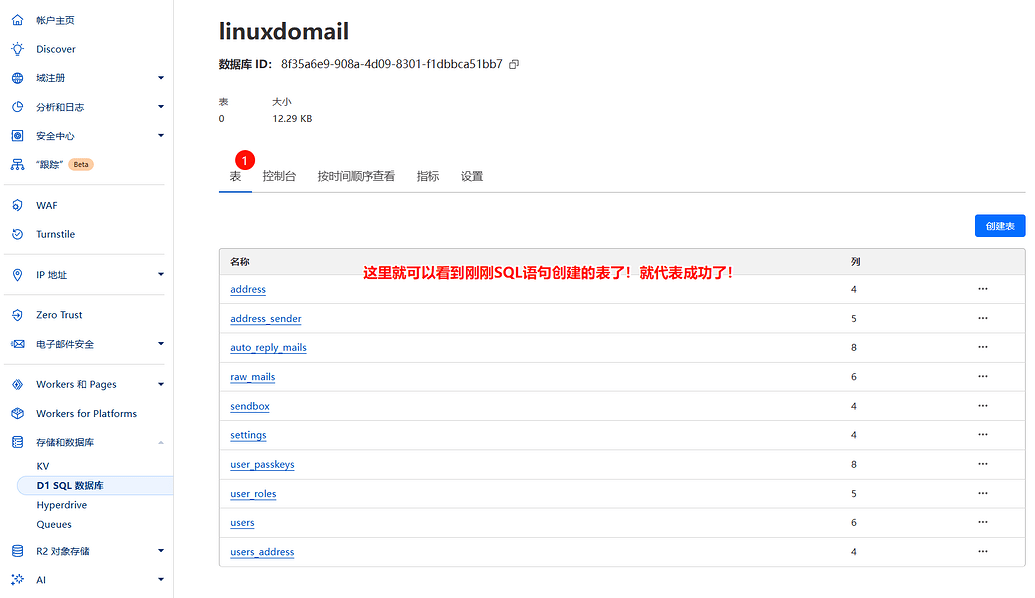 帐户主页
Discover
域注册
分析和日志
安全中心
"跟踪" Beta
WAF
Turnstile
IP 地址
Zero Trust
电子邮件安全
Workers 和 Pages
Workers for Platforms
存储和数据库
KV
D1 SQL 数据库
Hyperdrive
Queues
R2 对象存储
AI
linuxdomail
数据库 ID: 8f35a6e9-908a-4d09-8301-f1dbbca51bb7
表 大小
0 12.29 KB
1
表 控制台 按时间顺序查看 指标 设置
创建表
名称 列
这里就可以看到刚刚SQL语句创建的表了！就代表成功了！
address 4
address_sender 5
auto_reply_mails 8
raw_mails 6
sendbox 4
settings 4
user_passkeys 8
user_roles 5
users 6
users_address 4